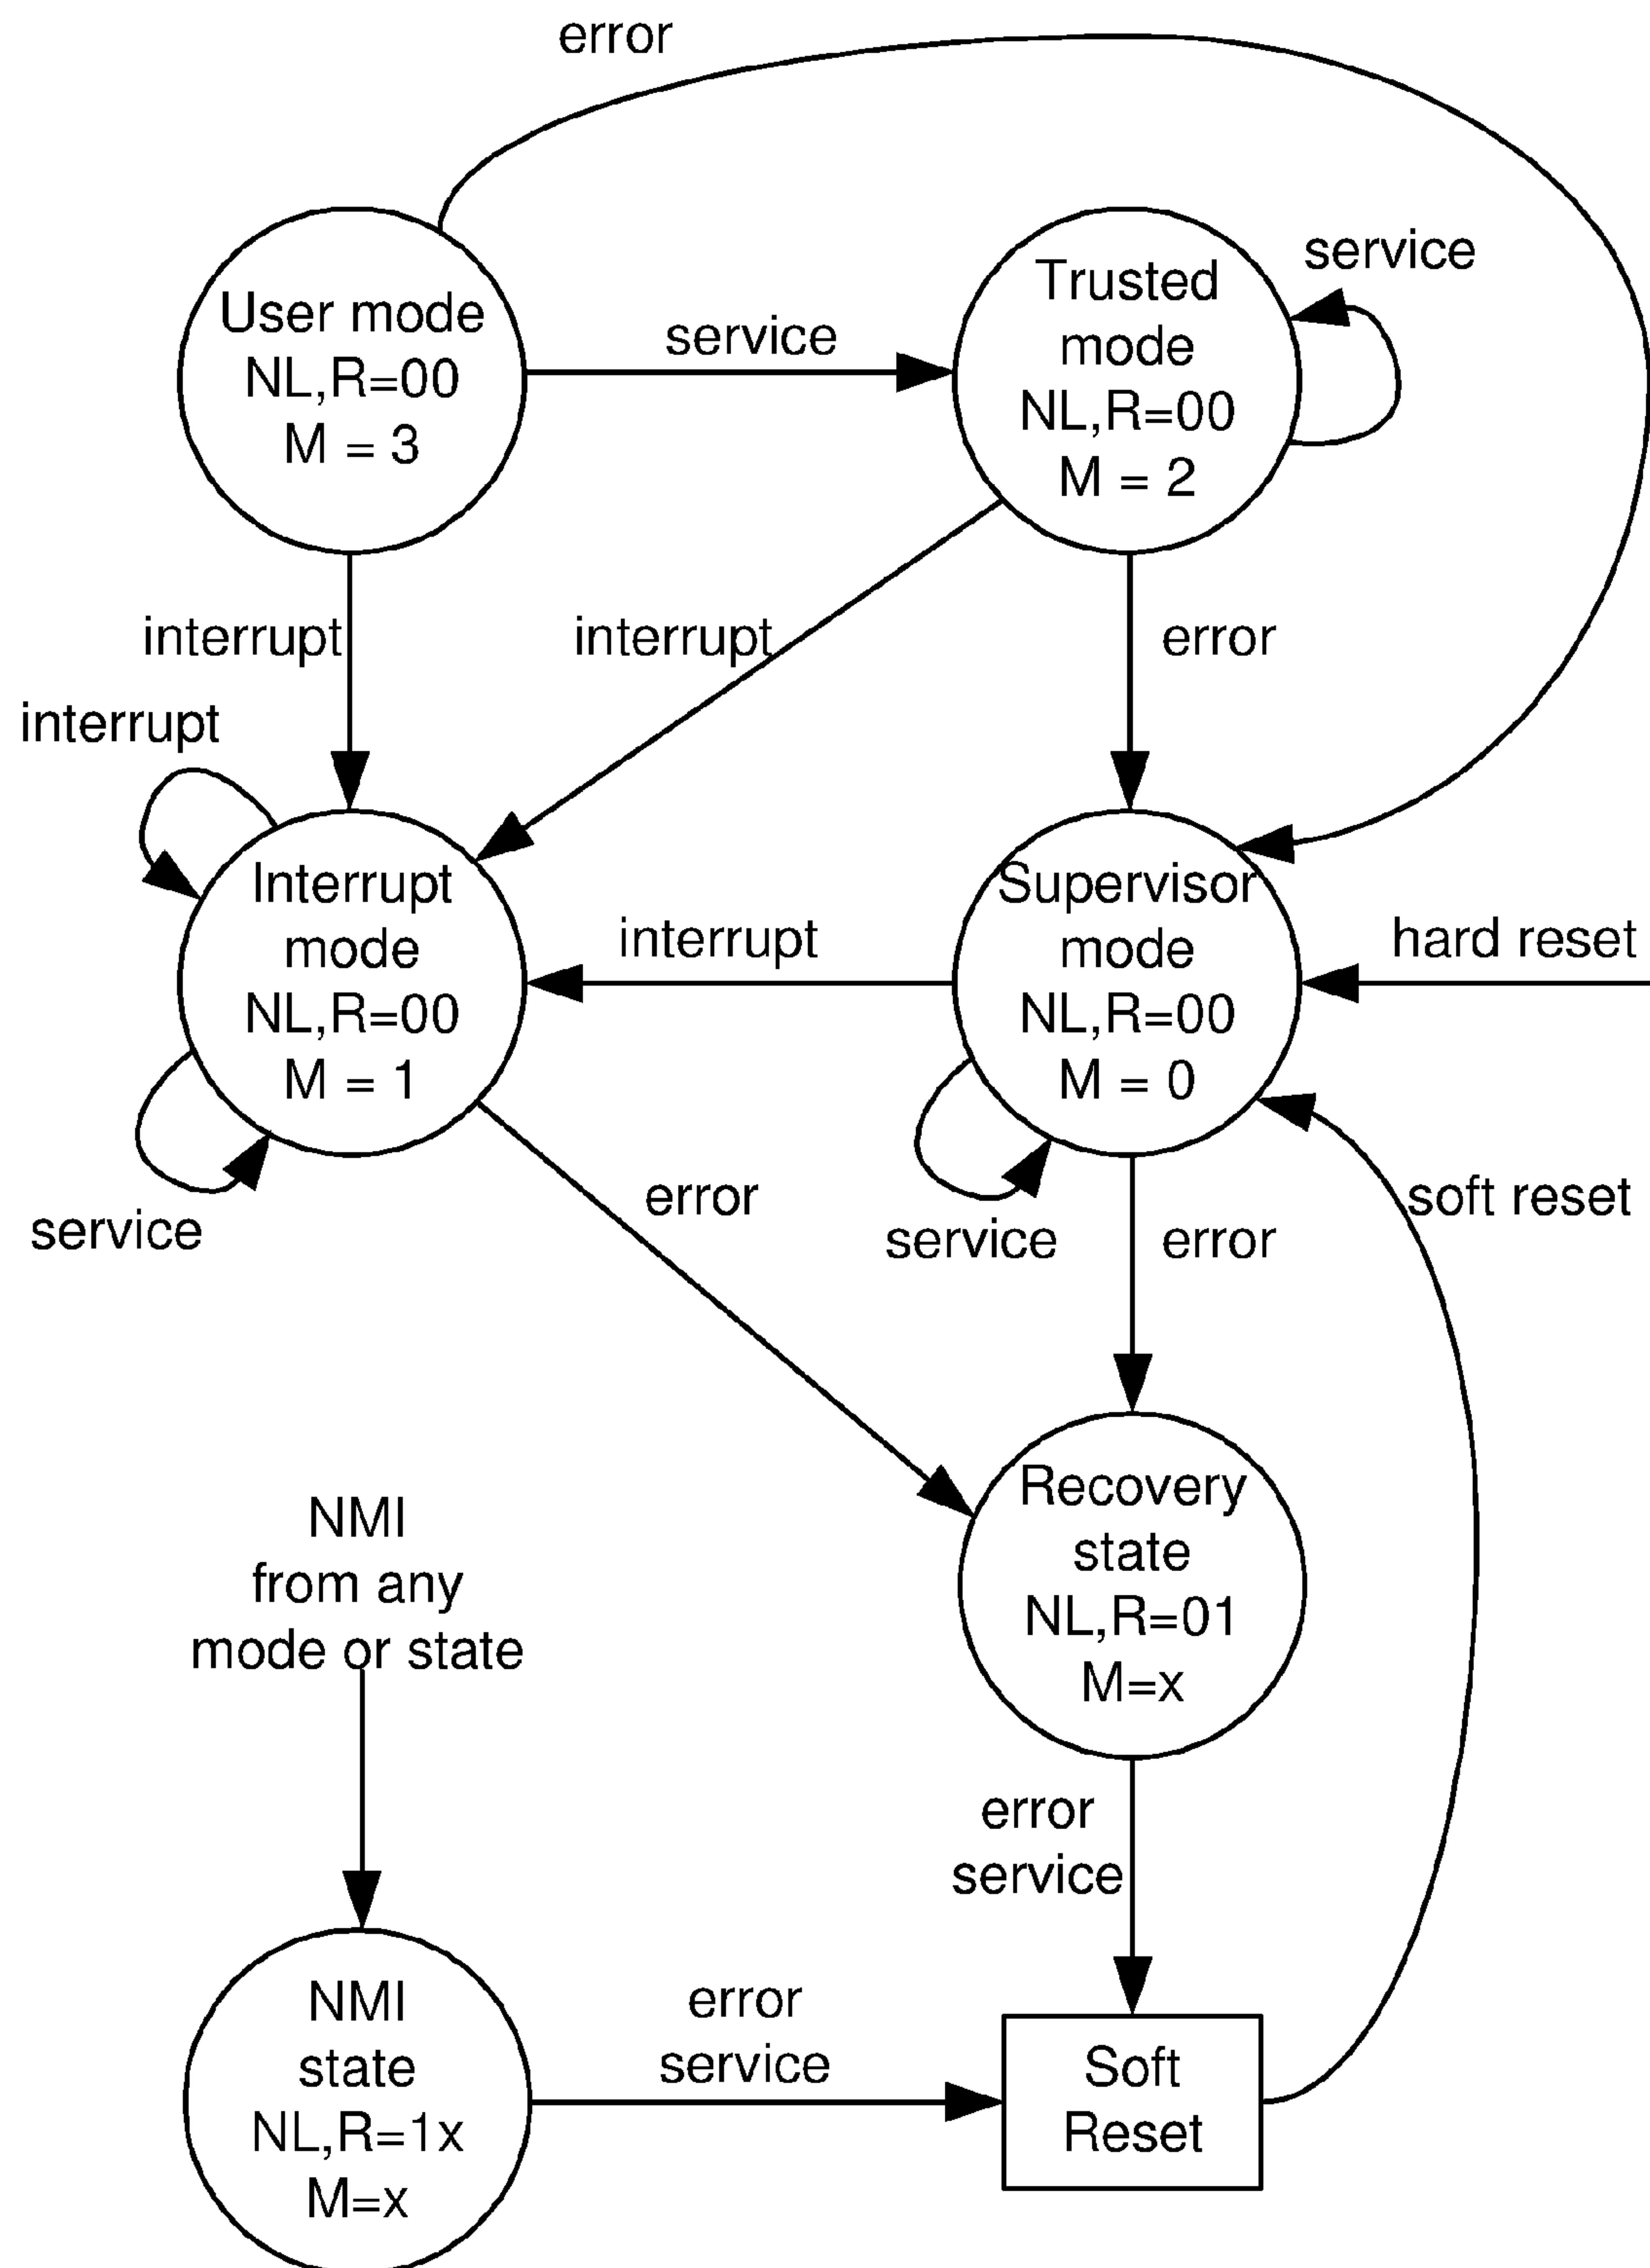 error
User mode
NL,R=00
M = 3
service
Trusted
mode
NL,R=00
M = 2
service
interrupt
interrupt
error
interrupt
Interrupt
mode
NL,R=00
M = 1
interrupt
Supervisor
mode
NL,R=00
M = 0
hard reset
service
error
service
error
soft reset
Recovery
state
NL,R=01
M=x
NMI
from any
mode or state
error
service
NMI
state
NL,R=1x
M=x
error
service
Soft
Reset